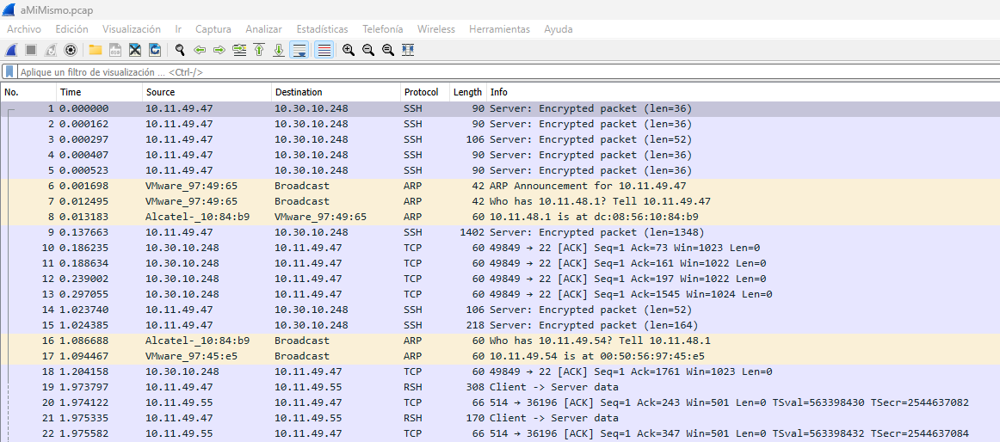 aMiMismo.pcap
Archivo Edición Visualización Ir Captura Analizar Estadísticas Telefonía Wireless Herramientas Ayuda
Aplique un filtro de visualización ... <Ctrl-/>
No. Time Source Destination Protocol Length Info
1 0.000000 10.11.49.47 10.30.10.248 SSH 90 Server: Encrypted packet (len=36)
2 0.000162 10.11.49.47 10.30.10.248 SSH 90 Server: Encrypted packet (len=36)
3 0.000297 10.11.49.47 10.30.10.248 SSH 106 Server: Encrypted packet (len=52)
4 0.000407 10.11.49.47 10.30.10.248 SSH 90 Server: Encrypted packet (len=36)
5 0.000523 10.11.49.47 10.30.10.248 SSH 90 Server: Encrypted packet (len=36)
6 0.001698 VMware_97:49:65 Broadcast ARP 42 ARP Announcement for 10.11.49.47
7 0.012495 VMware_97:49:65 Broadcast ARP 42 Who has 10.11.48.1? Tell 10.11.49.47
8 0.013183 Alcatel-_10:84:b9 VMware_97:49:65 ARP 60 10.11.48.1 is at dc:08:56:10:84:b9
9 0.137663 10.11.49.47 10.30.10.248 SSH 1402 Server: Encrypted packet (len=1348)
10 0.186235 10.30.10.248 10.11.49.47 TCP 60 49849 → 22 [ACK] Seq=1 Ack=73 Win=1023 Len=0
11 0.188634 10.30.10.248 10.11.49.47 TCP 60 49849 → 22 [ACK] Seq=1 Ack=161 Win=1022 Len=0
12 0.239002 10.30.10.248 10.11.49.47 TCP 60 49849 → 22 [ACK] Seq=1 Ack=197 Win=1022 Len=0
13 0.297055 10.30.10.248 10.11.49.47 TCP 60 49849 → 22 [ACK] Seq=1 Ack=1545 Win=1024 Len=0
14 1.023740 10.11.49.47 10.30.10.248 SSH 106 Server: Encrypted packet (len=52)
15 1.024385 10.11.49.47 10.30.10.248 SSH 218 Server: Encrypted packet (len=164)
16 1.086688 Alcatel-_10:84:b9 Broadcast ARP 60 Who has 10.11.49.54? Tell 10.11.48.1
17 1.094467 VMware_97:45:e5 Broadcast ARP 60 10.11.49.54 is at 00:50:56:97:45:e5
18 1.204158 10.30.10.248 10.11.49.47 TCP 60 49849 → 22 [ACK] Seq=1 Ack=1761 Win=1023 Len=0
19 1.973797 10.11.49.47 10.11.49.55 RSH 308 Client -> Server data
20 1.974122 10.11.49.55 10.11.49.47 TCP 66 514 → 36196 [ACK] Seq=1 Ack=243 Win=501 Len=0 TSval=563398430 TSecr=2544637082
21 1.975335 10.11.49.47 10.11.49.55 RSH 170 Client -> Server data
22 1.975582 10.11.49.55 10.11.49.47 TCP 66 514 → 36196 [ACK] Seq=1 Ack=347 Win=501 Len=0 TSval=563398432 TSecr=2544637084